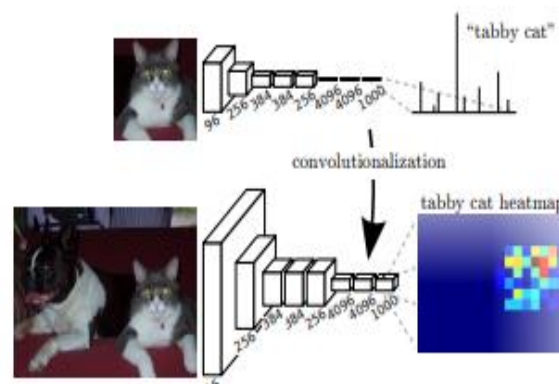 "tabby cat"
96 256 384 384 256 4096 4096 1000
convolutionalization
tabby cat heatmap
256 384 384 256 4096 4096 1000